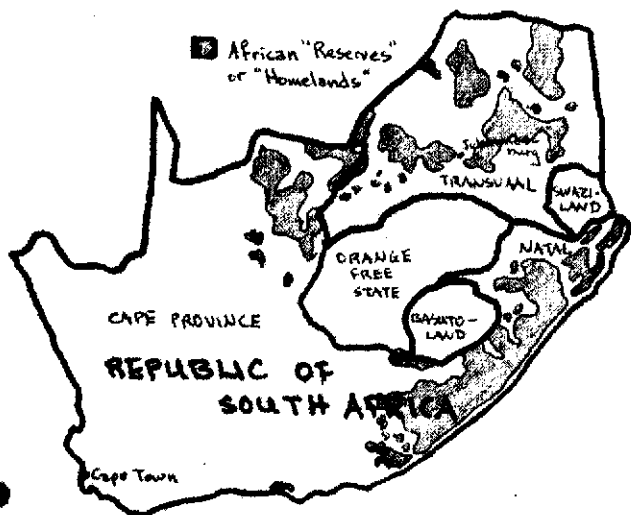 African "Reserves"
or "Homelands"
TRANSVAAL
SWAZI-
LAND
NATAL
ORANGE
FREE
STATE
BASUTO-
LAND
CAPE PROVINCE
REPUBLIC OF
SOUTH AFRICA
Cape Town